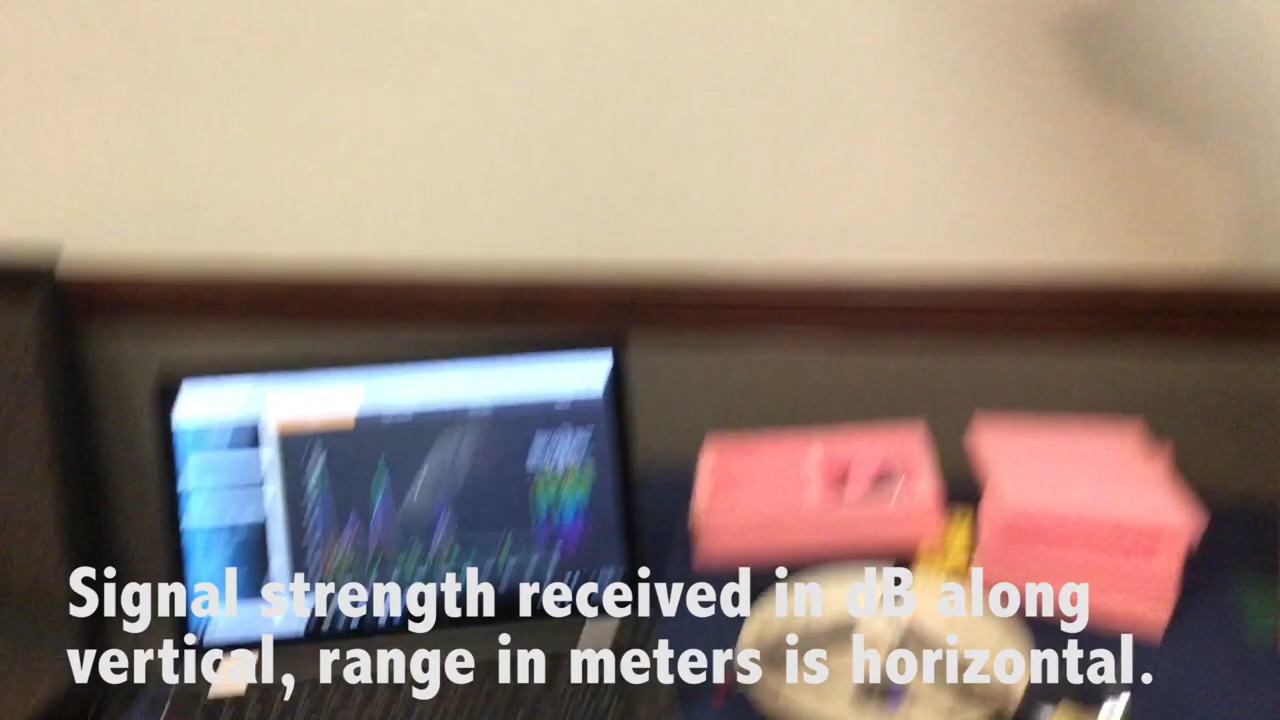 Signal strength received in dB along
vertical, range in meters is horizontal.